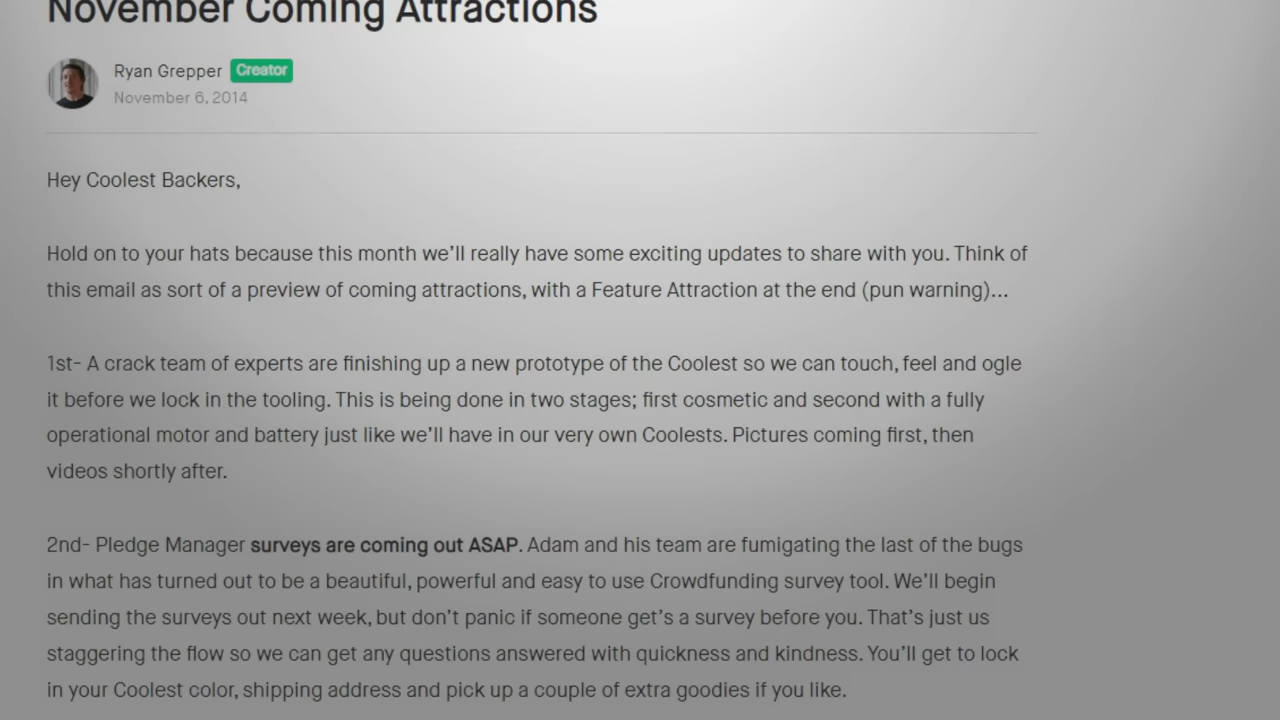 November Coming Attractions
Ryan Grepper Creator
November 6, 2014
Hey Coolest Backers,
Hold on to your hats because this month we'll really have some exciting updates to share with you. Think of
this email as sort of a preview of coming attractions, with a Feature Attraction at the end (pun warning)...
1st- A crack team of experts are finishing up a new prototype of the Coolest so we can touch, feel and ogle
it before we lock in the tooling. This is being done in two stages; first cosmetic and second with a fully
operational motor and battery just like we'll have in our very own Coolests. Pictures coming first, then
videos shortly after.
2nd- Pledge Manager surveys are coming out ASAP. Adam and his team are fumigating the last of the bugs
in what has turned out to be a beautiful, powerful and easy to use Crowdfunding survey tool. We'll begin
sending the surveys out next week, but don't panic if someone get's a survey before you. That's just us
staggering the flow so we can get any questions answered with quickness and kindness. You'll get to lock
in your Coolest color, shipping address and pick up a couple of extra goodies if you like.